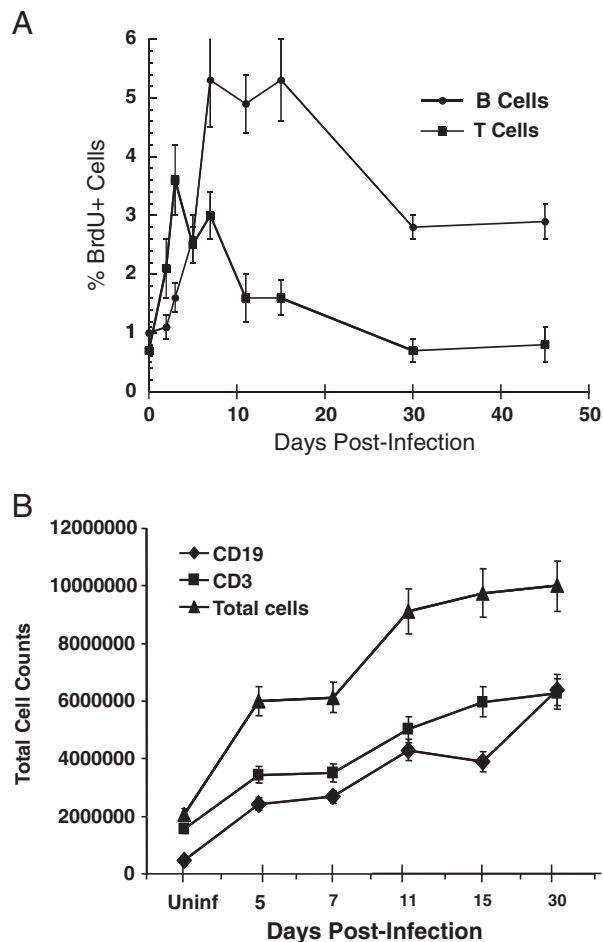 A
6
5
4
3
2
1
0
% BrdU+ Cells
B Cells
T Cells
0 10 20 30 40 50
Days Post-Infection
B
12000000
10000000
8000000
6000000
4000000
2000000
0
Total Cell Counts
CD19
CD3
Total cells
Uninf 5 7 11 15 30
Days Post-Infection